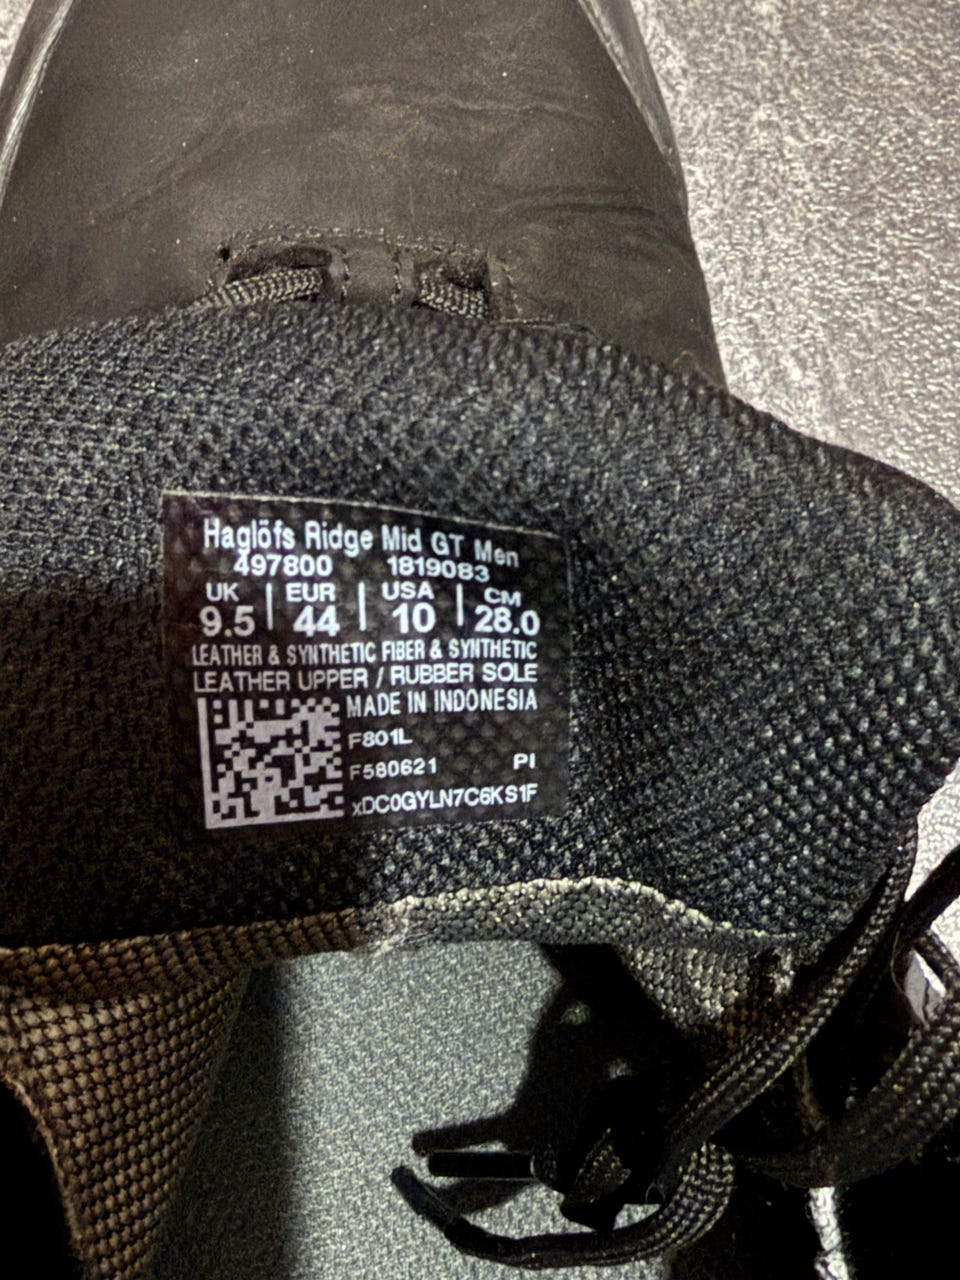 Haglöfs Ridge Mid GT Men
497800 1819083
UK | EUR | USA | CM
9.5 | 44 | 10 | 28.0
LEATHER & SYNTHETIC FIBER & SYNTHETIC
LEATHER UPPER / RUBBER SOLE
MADE IN INDONESIA
F801L
F580621 PI
xDC0GYLN7C6KS1F